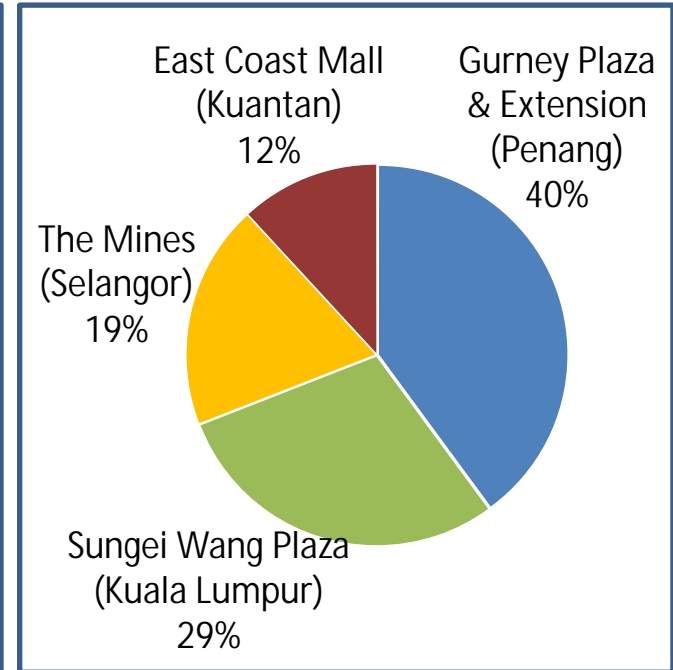 East Coast Mall
(Kuantan)
12%
Gurney Plaza
& Extension
(Penang)
40%
The Mines
(Selangor)
19%
Sungei Wang Plaza
(Kuala Lumpur)
29%